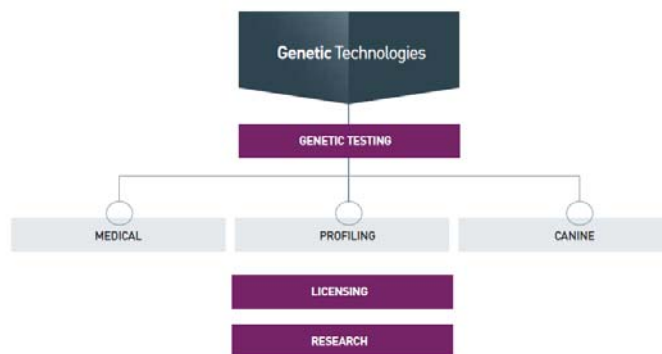 Genetic Technologies
GENETIC TESTING
MEDICAL
PROFILING
CANINE
LICENSING
RESEARCH